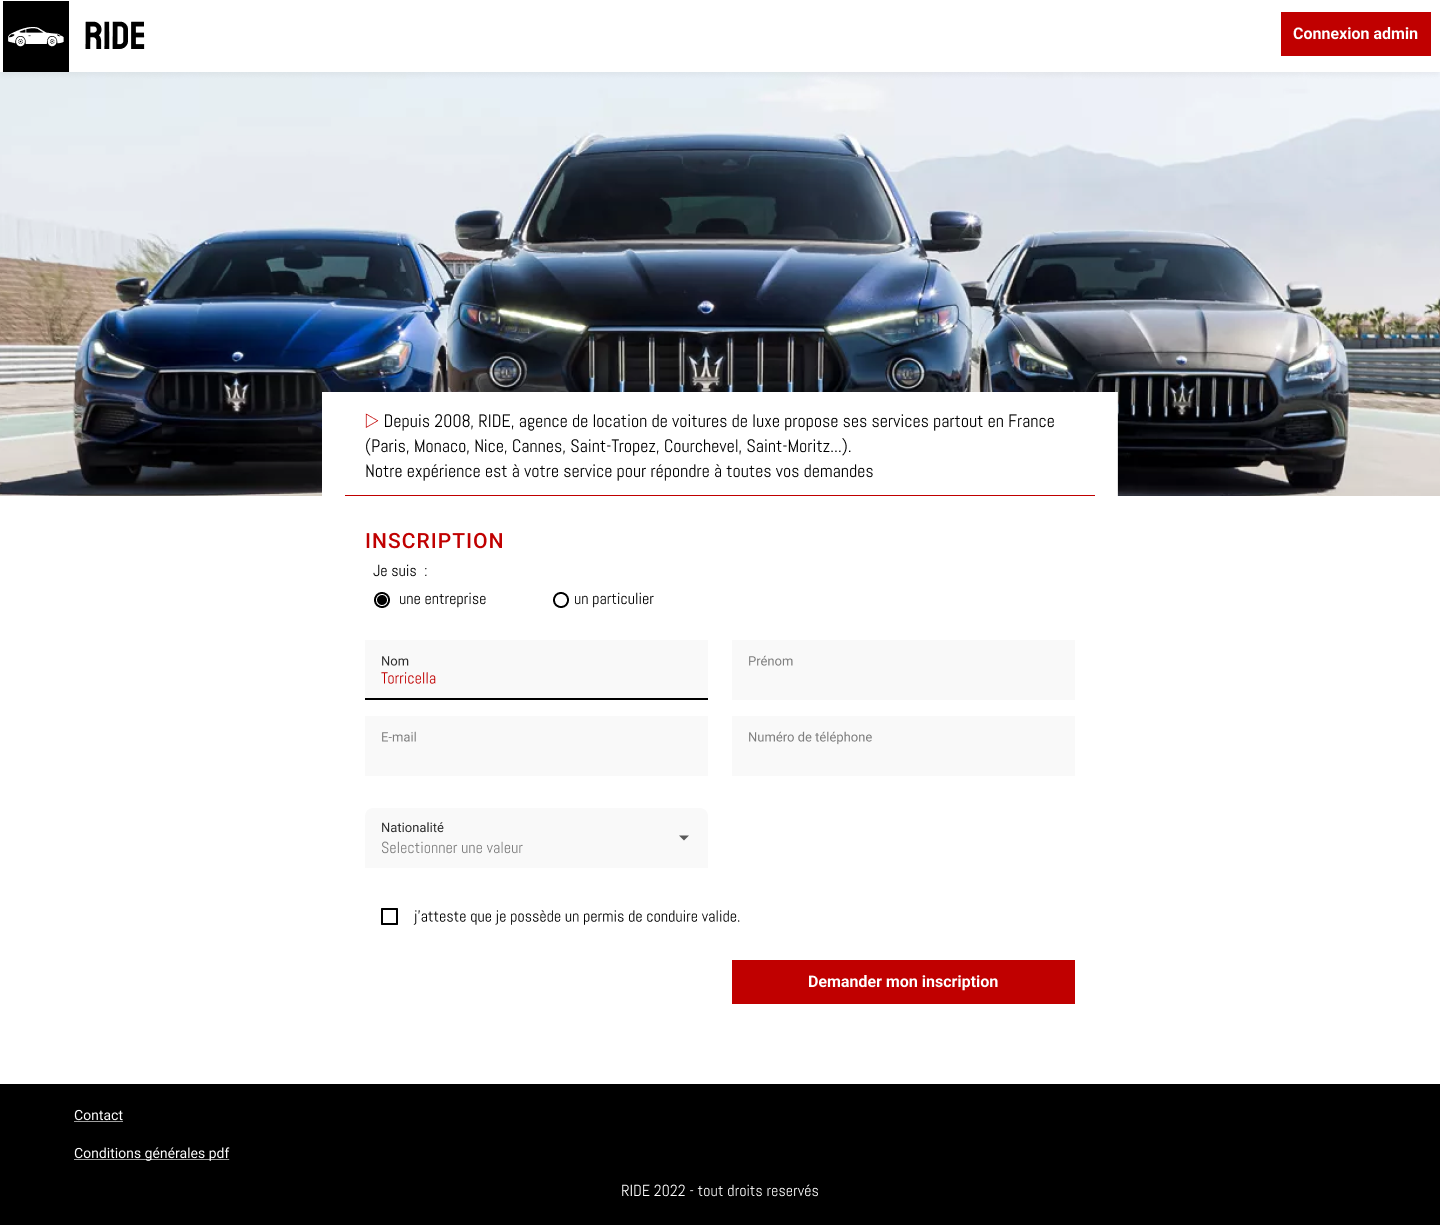 RIDE
Connexion admin
Depuis 2008, RIDE, agence de location de voitures de luxe propose ses services partout en France
(Paris, Monaco, Nice, Cannes, Saint-Tropez, Courchevel, Saint-Moritz...).
Notre expérience est à votre service pour répondre à toutes vos demandes
INSCRIPTION
Je suis :
une entreprise
un particulier
Nom
Torricella
Prénom
E-mail
Numéro de téléphone
Nationalité
Selectionner une valeur
j'atteste que je possède un permis de conduire valide.
Demander mon inscription
Contact
Conditions générales pdf
RIDE 2022 - tout droits reservés